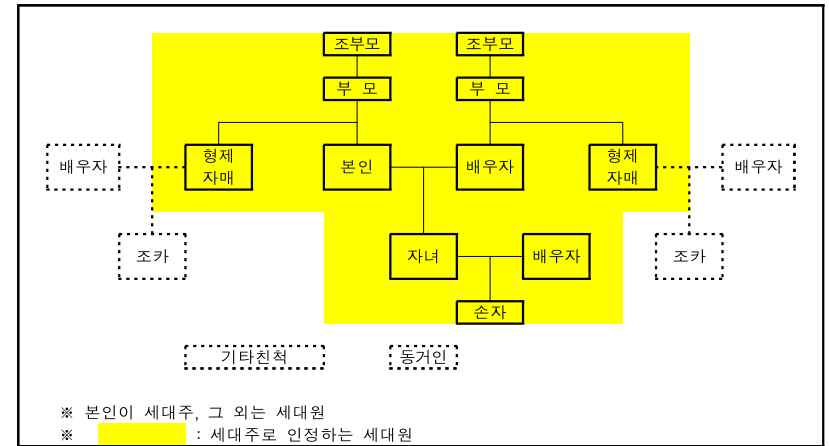 조부모 조부모
부 모 부 모
배우자 형제 자매 본인 배우자 형제 자매 배우자
조카 자녀 배우자 조카
손자
기타친척 동거인
※ 본인이 세대주, 그 외는 세대원
※ : 세대주로 인정하는 세대원